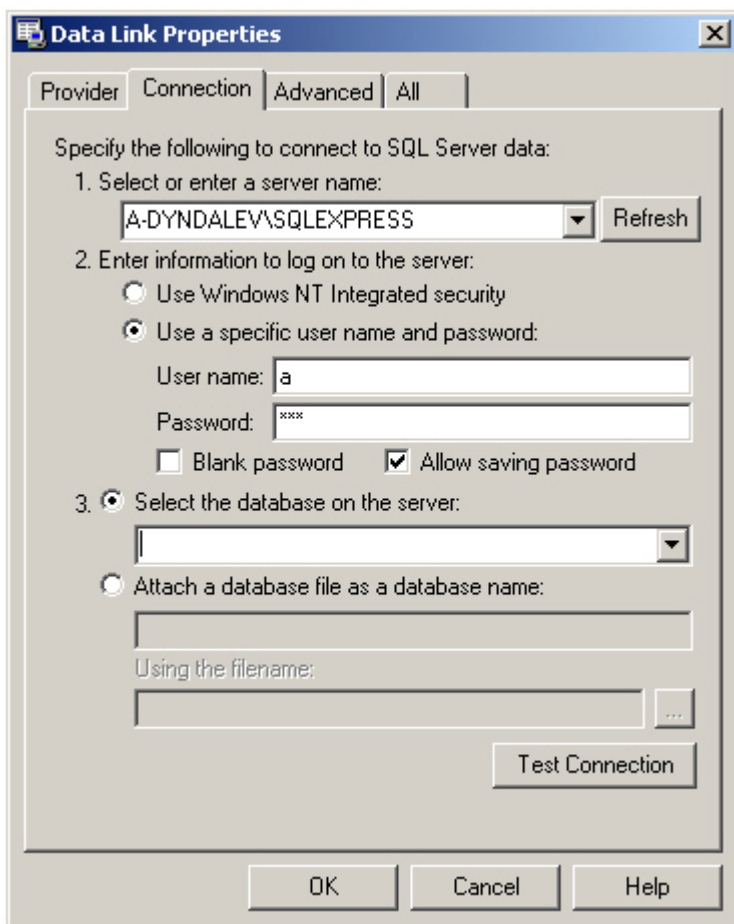 Data Link Properties
Provider Connection Advanced All
Specify the following to connect to SQL Server data:
1. Select or enter a server name:
A-DYNDALEV\SQLEXPRESS Refresh
2. Enter information to log on to the server:
Use Windows NT Integrated security
Use a specific user name and password:
User name: a
Password: ***
Blank password Allow saving password
3. Select the database on the server:
Attach a database file as a database name:
Using the filename:
...
Test Connection
OK Cancel Help